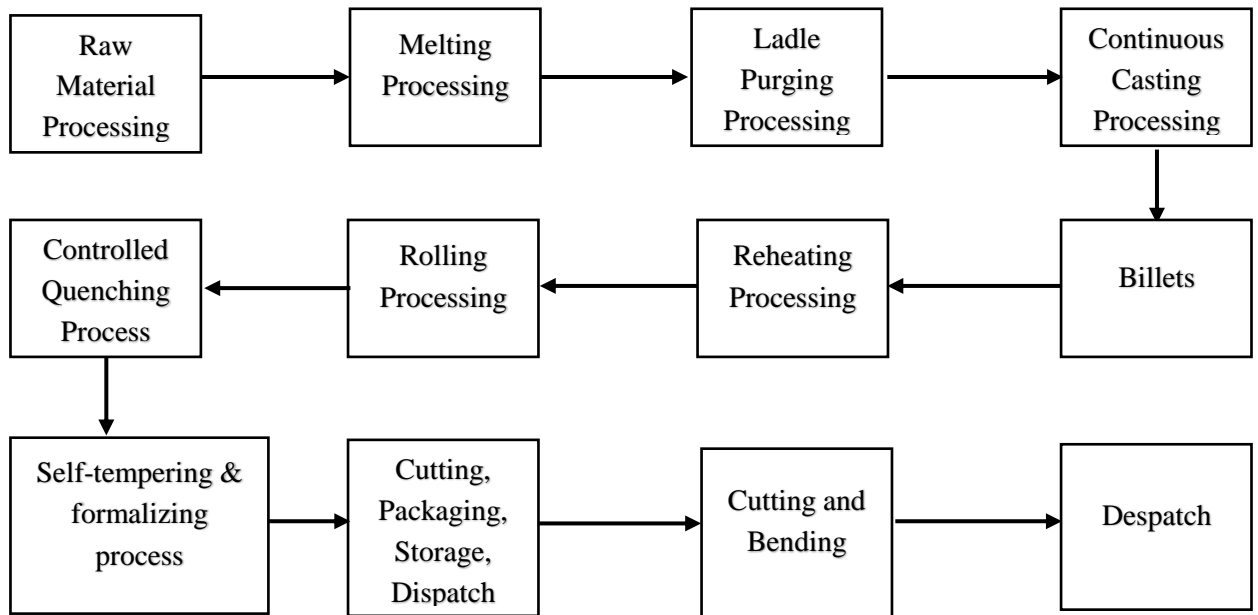 Raw
Material
Processing
Melting
Processing
Ladle
Purging
Processing
Continuous
Casting
Processing
Billets
Reheating
Processing
Rolling
Processing
Controlled
Quenching
Process
Self-tempering &
formalizing
process
Cutting,
Packaging,
Storage,
Dispatch
Cutting and
Bending
Despatch